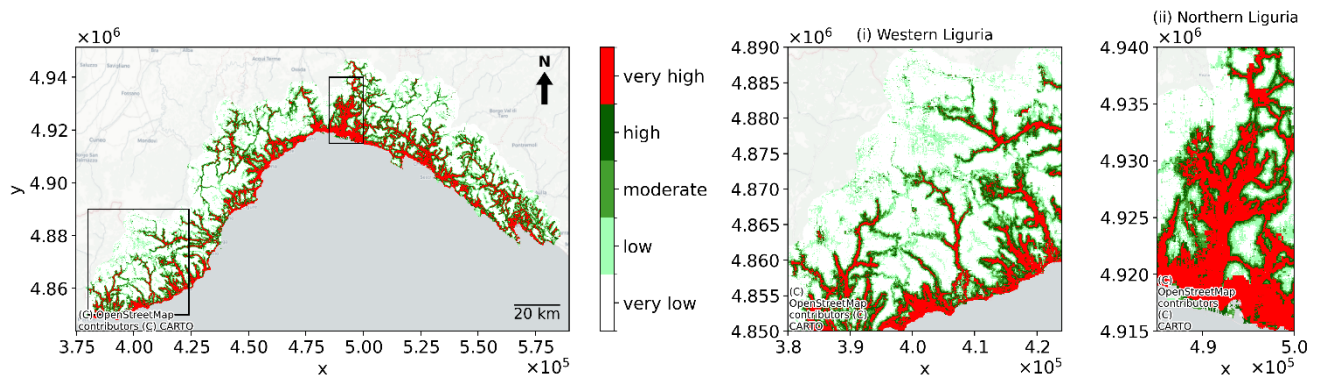 ×10⁶
4.94
4.92
4.90
4.88
4.86
y
N
20 km
(C) OpenStreetMap
contributors (C) CARTO
3.75
4.00
4.25
4.50
4.75
5.00
5.25
5.50
5.75
x
×10⁵
very high
high
moderate
low
very low
(i) Western Liguria
×10⁶
4.890
4.885
4.880
4.875
4.870
4.865
4.860
4.855
4.850
(C)
OpenStreetMap
contributors (C)
CARTO
3.8
3.9
4.0
4.1
4.2
x
×10⁵
(ii) Northern Liguria
×10⁶
4.940
4.935
4.930
4.925
4.920
4.915
(C)
OpenStreetMap
contributors
(C)
CARTO
4.9
5.0
x
×10⁵